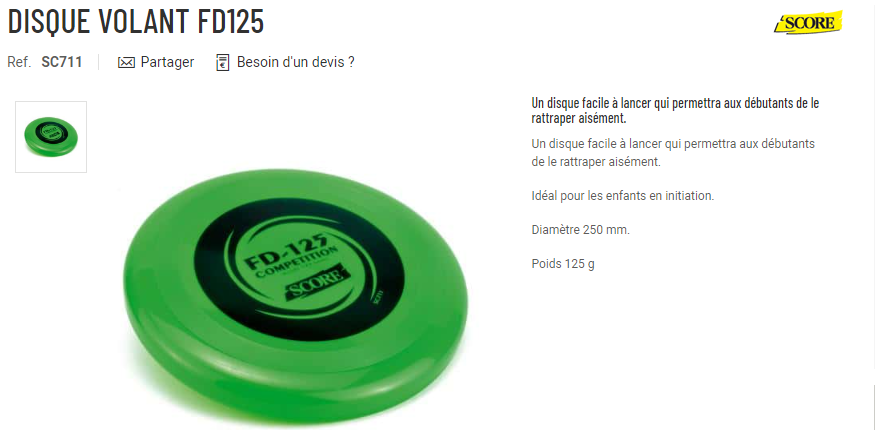 DISQUE VOLANT FD125
SCORE
Ref. SC711
Partager
Besoin d'un devis ?
Un disque facile à lancer qui permettra aux débutants de le
rattraper aisément.
Un disque facile à lancer qui permettra aux débutants
de le rattraper aisément.
Idéal pour les enfants en initiation.
Diamètre 250 mm.
Poids 125 g
FD-125
COMPETITION
SCORE